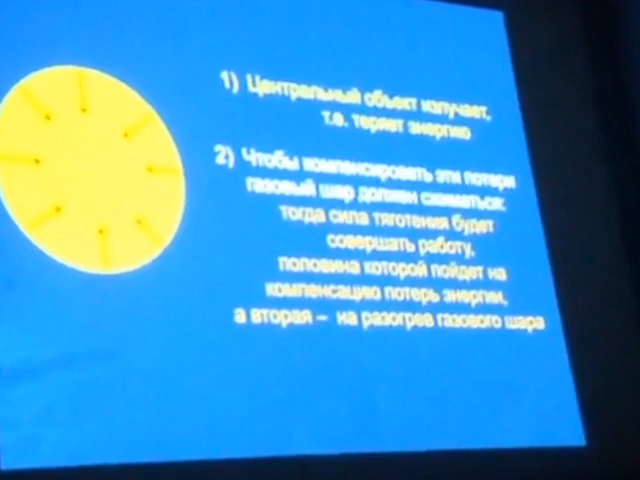 1) Центральный объект излучает,
т.е. теряет энергию
2) Чтобы компенсировать эти потери
газовый шар должен сжиматься:
тогда сила тяготения будет
совершать работу,
половина которой пойдет на
компенсацию потерь энергии,
а вторая – на разогрев газового шара